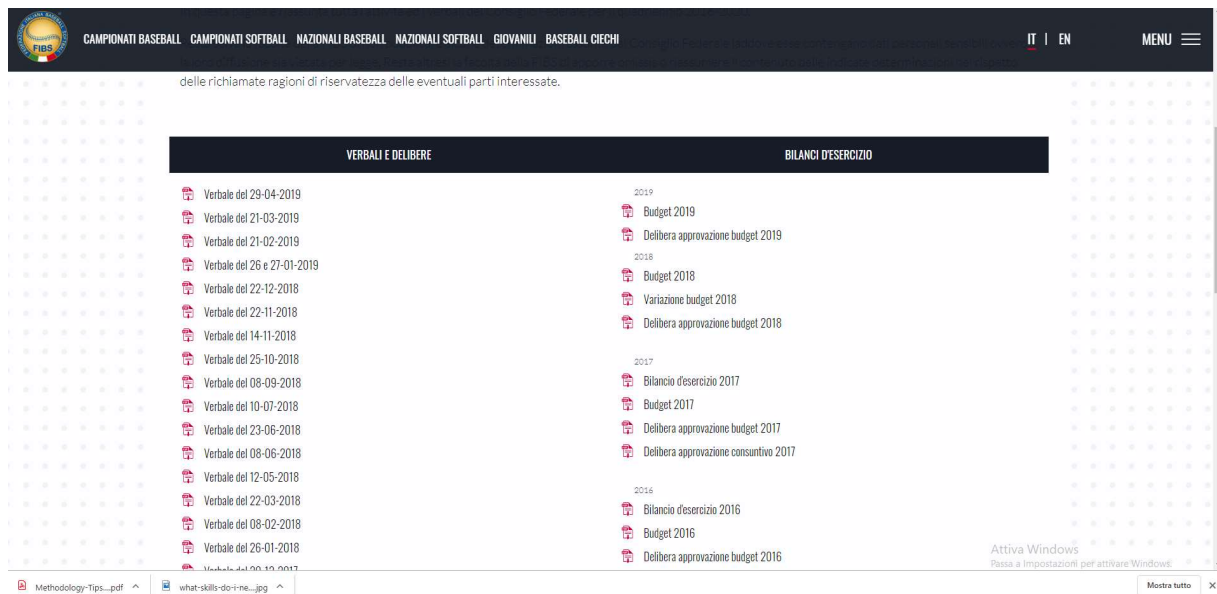 FIBS
CAMPIONATI BASEBALL CAMPIONATI SOFTBALL NAZIONALI BASEBALL NAZIONALI SOFTBALL GIOVANILI BASEBALL CIECHI
IT | EN
MENU
delle richiamate ragioni di riservatezza delle eventuali parti interessate.
VERBALI E DELIBERE
Verbale del 29-04-2019
Verbale del 21-03-2019
Verbale del 21-02-2019
Verbale del 26 e 27-01-2019
Verbale del 22-12-2018
Verbale del 22-11-2018
Verbale del 14-11-2018
Verbale del 25-10-2018
Verbale del 08-09-2018
Verbale del 10-07-2018
Verbale del 23-06-2018
Verbale del 08-06-2018
Verbale del 12-05-2018
Verbale del 22-03-2018
Verbale del 08-02-2018
Verbale del 26-01-2018
BILANCI D'ESERCIZIO
2019
Budget 2019
Delibera approvazione budget 2019
2018
Budget 2018
Variazione budget 2018
Delibera approvazione budget 2018
2017
Bilancio d'esercizio 2017
Budget 2017
Delibera approvazione budget 2017
Delibera approvazione consuntivo 2017
2016
Bilancio d'esercizio 2016
Budget 2016
Delibera approvazione budget 2016
Attiva Windows
Passa a Impostazioni per attivare Windows.
Methodology-Tips....pdf
what-skills-do-i-ne....jpg
Mostra tutto